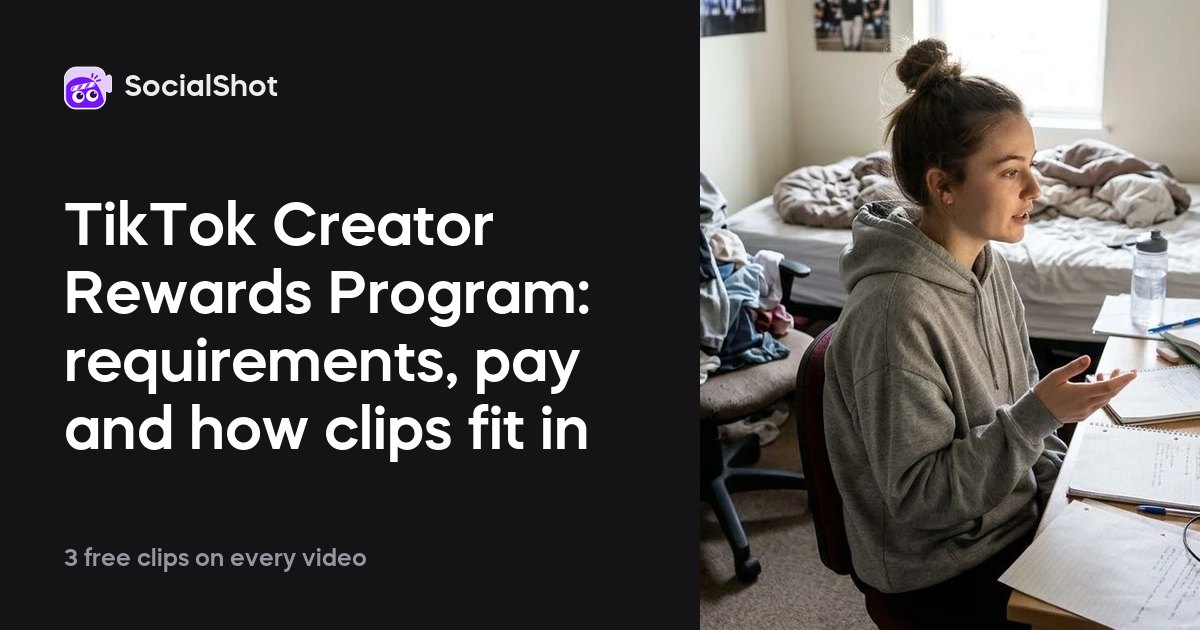 SocialShot
TikTok Creator
Rewards Program:
requirements, pay
and how clips fit in
3 free clips on every video